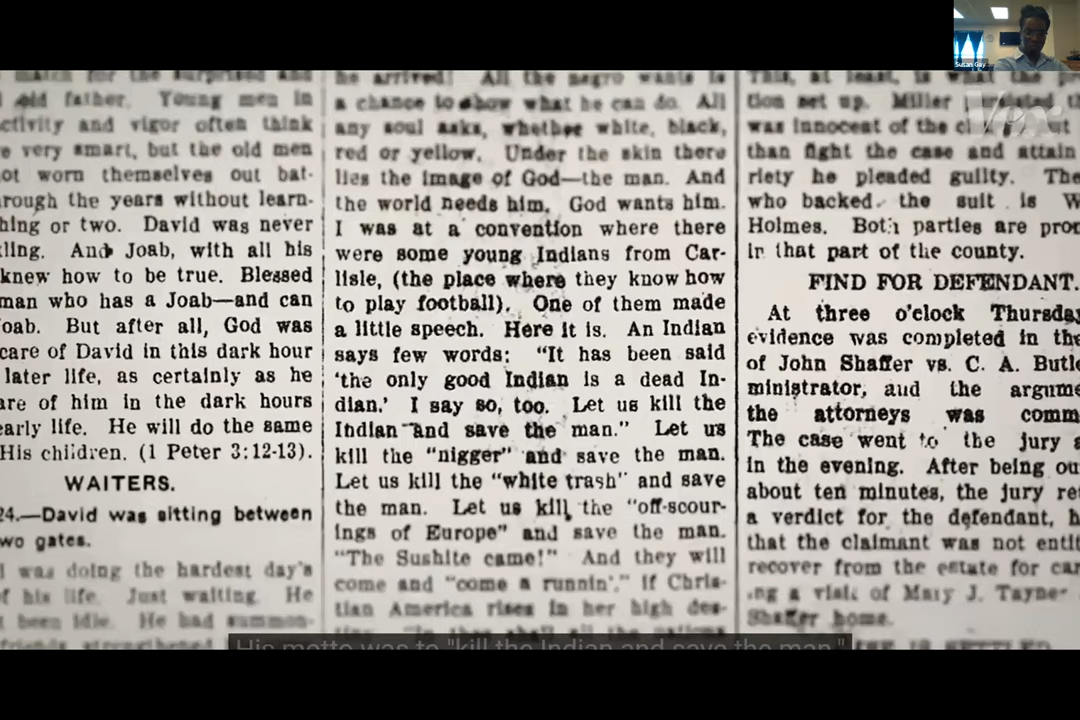 old father. Young men in
ctivity and vigor often think
e very smart, but the old men
ot worn themselves out bat-
rough the years without learn-
hing or two. David was never
ling. And Joab, with all his
knew how to be true. Blessed
man who has a Joab—and can
oab. But after all, God was
care of David in this dark hour
later life, as certainly as he
are of him in the dark hours
early life. He will do the same
His children. (1 Peter 3:12-13).
WAITERS.
24.—David was sitting between
wo gates.
I was doing the hardest day's
f his life. Just waiting. He
been idle. He had summon-
he arrived! All the negro wants is
a chance to show what he can do. All
any soul asks, whether white, black,
red or yellow. Under the skin there
lies the image of God—the man. And
the world needs him. God wants him.
I was at a convention where there
were some young Indians from Car-
lisle, (the place where they know how
to play football). One of them made
a little speech. Here it is. An Indian
says few words: "It has been said
'the only good Indian is a dead In-
dian.' I say so, too. Let us kill the
Indian and save the man." Let us
kill the "nigger" and save the man.
Let us kill the "white trash" and save
the man. Let us kill the "off-scour-
ings of Europe" and save the man.
"The Sushite came!" And they will
come and "come a runnin'." if Chris-
tian America rises in her high des-
This, at least, is the
tion set up. Miller
was innocent of the
than fight the case and attain
riety he pleaded guilty. The
who backed the suit is W
Holmes. Both parties are pro
in that part of the county.
FIND FOR DEFENDANT.
At three o'clock Thursday
evidence was completed in the
of John Shaffer vs. C. A. Butle
ministrator, and the argume
the attorneys was comm
The case went to the jury a
in the evening. After being ou
about ten minutes, the jury ret
a verdict for the defendant, h
that the claimant was not entit
recover from the estate for car
ing a visit of Mary J. Tayne
Shaffer home.
His motto was to "kill the Indian and save the man."
Vox
Susan Gay